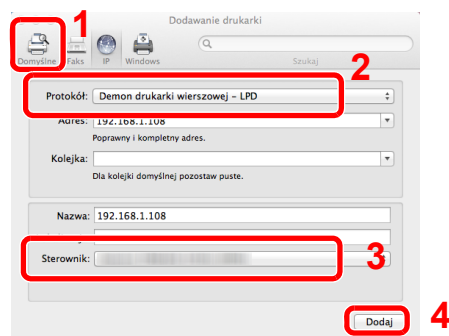 Dodawanie drukarki
1
Domyślne Faks IP Windows
Szukaj
2
Protokół: Demon drukarki wierszowej – LPD
Adres: 192.168.1.108
Poprawny i kompletny adres.
Kolejka:
Dla kolejki domyślnej pozostaw puste.
Nazwa: 192.168.1.108
Sterownik:
3
Dodaj
4